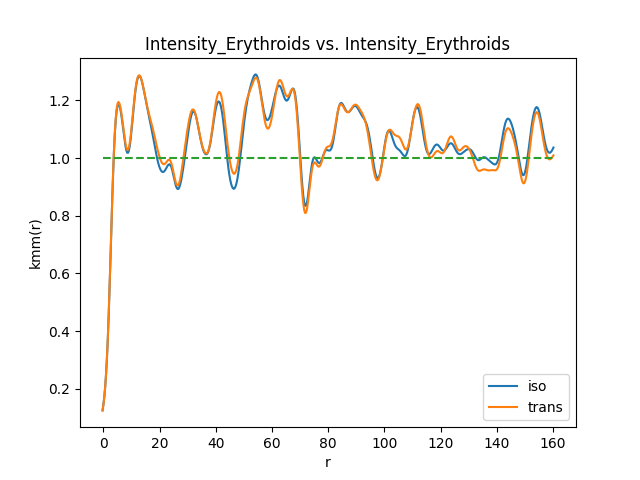 Intensity_Erythroids vs. Intensity_Erythroids
kmm(r)
1.2
1.0
0.8
0.6
0.4
0.2
0 20 40 60 80 100 120 140 160
r
iso
trans